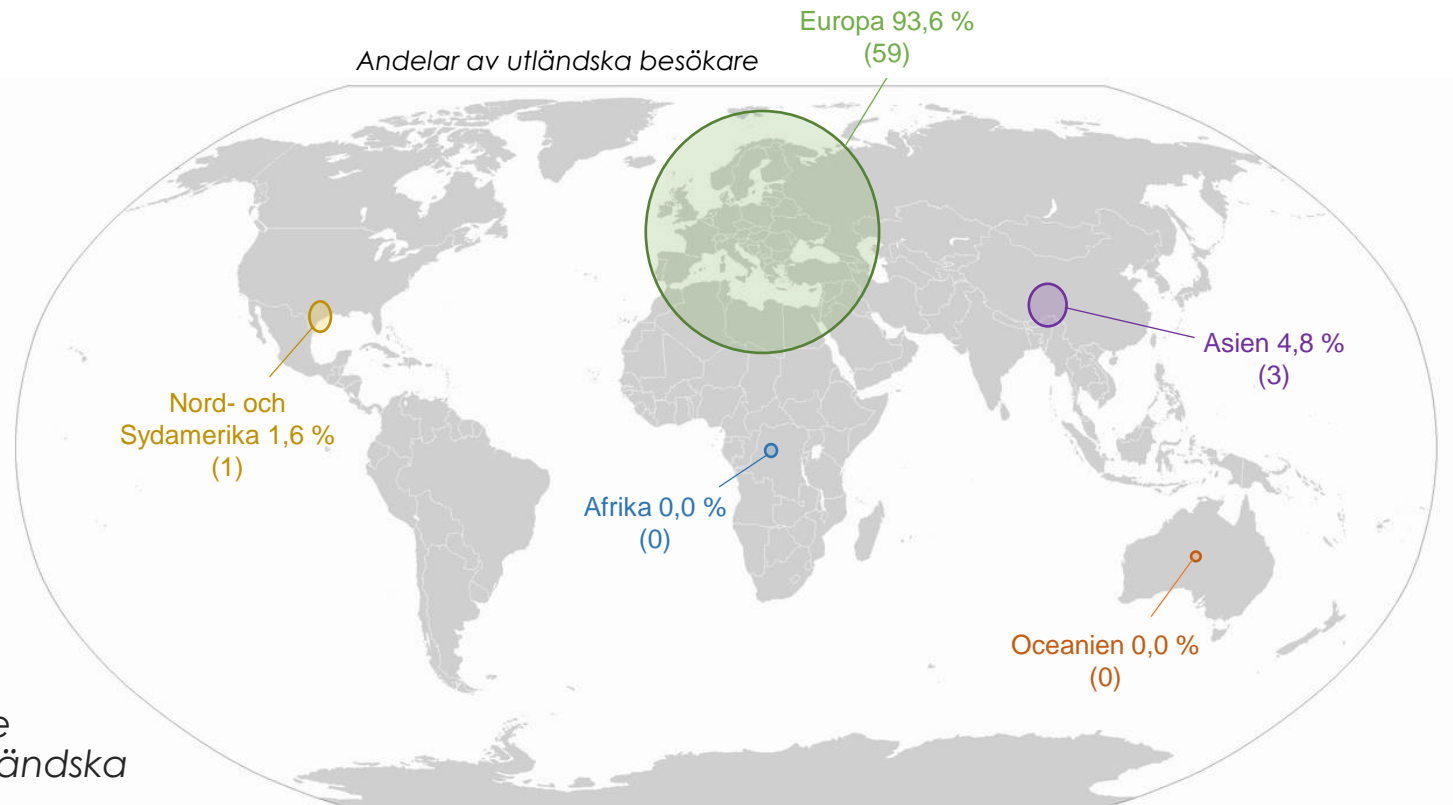 Europa 93,6 %
(59)
Andelar av utländska besökare
Asien 4,8 %
(3)
Nord- och
Sydamerika 1,6 %
(1)
Afrika 0,0 %
(0)
Oceanien 0,0 %
(0)